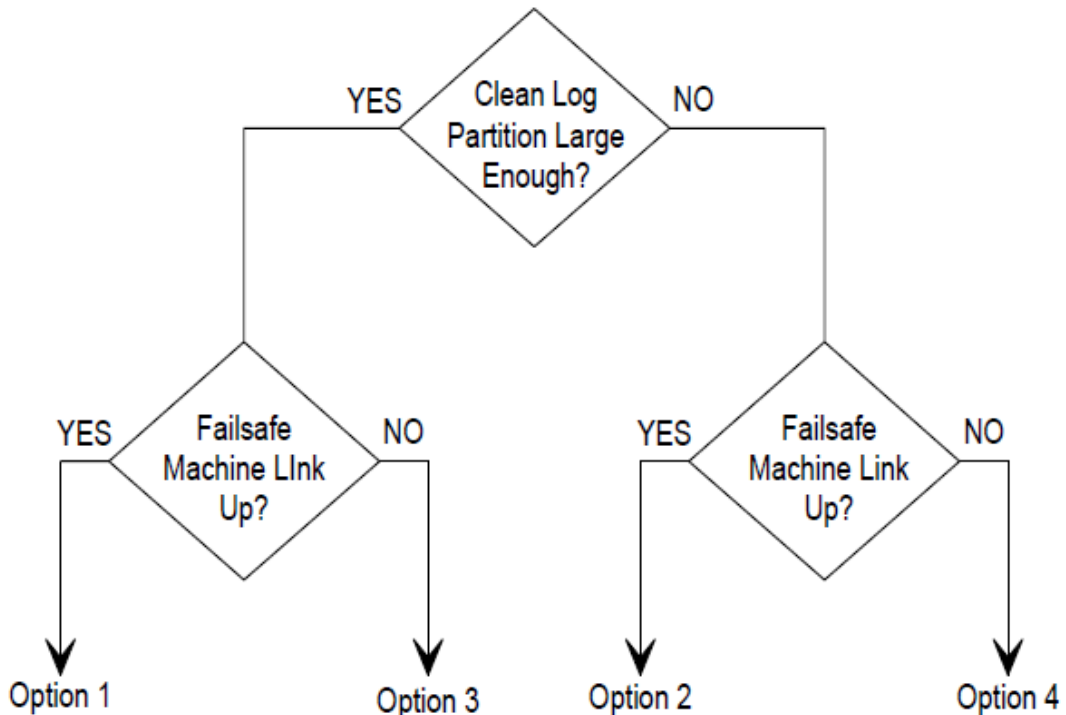 YES
Clean Log
Partition Large
Enough?
NO
YES
Failsafe
Machine LInk
Up?
NO
YES
Failsafe
Machine Link
Up?
NO
Option 1
Option 3
Option 2
Option 4